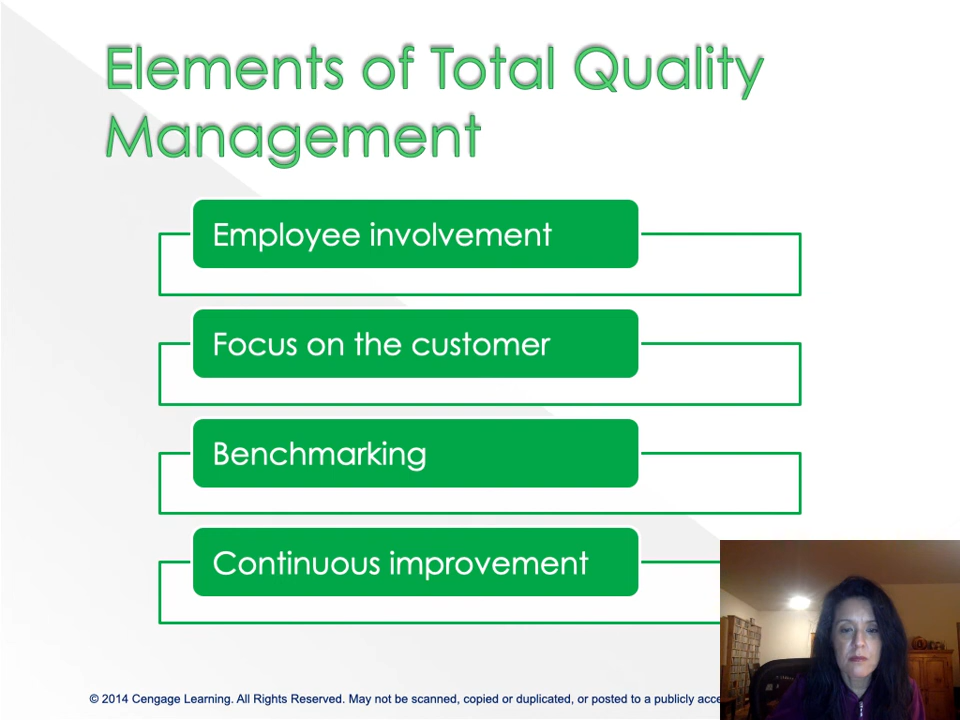 Elements of Total Quality
Management
Employee involvement
Focus on the customer
Benchmarking
Continuous improvement
© 2014 Cengage Learning. All Rights Reserved. May not be scanned, copied or duplicated, or posted to a publicly